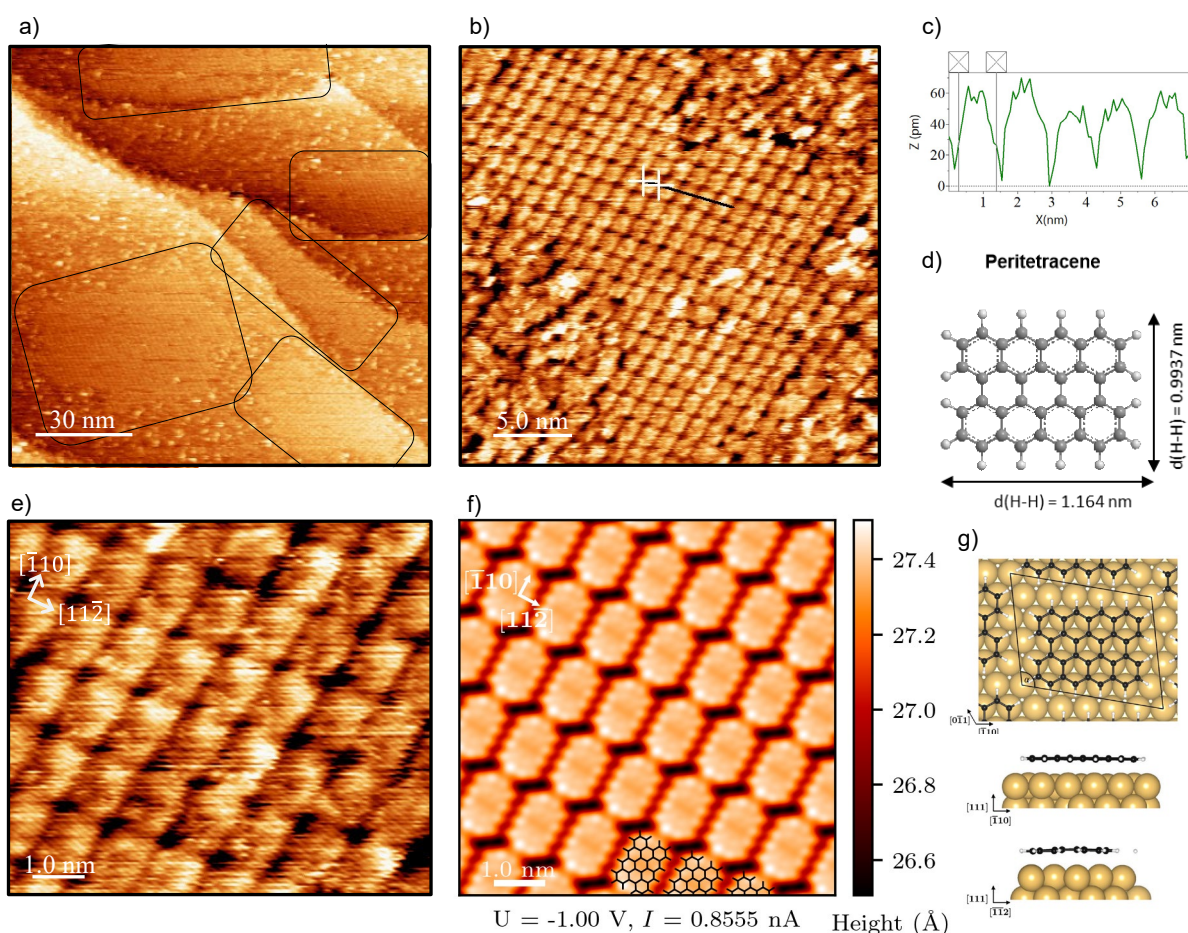 a)
b)
c)
30 nm
5.0 nm
60
40
20
0
Z (pm)
1
2
3
4
5
6
X(nm)
d)
Peritetracene
d(H-H) = 0.9937 nm
d(H-H) = 1.164 nm
e)
[1̅10]
[112̅]
1.0 nm
f)
[1̅10]
[112̅]
1.0 nm
U = -1.00 V, I = 0.8555 nA
27.4
27.2
27.0
26.8
26.6
Height (Å)
g)
α
[01̅1]
[1̅10]
[111]
[1̅10]
[111]
[1̅1̅2]